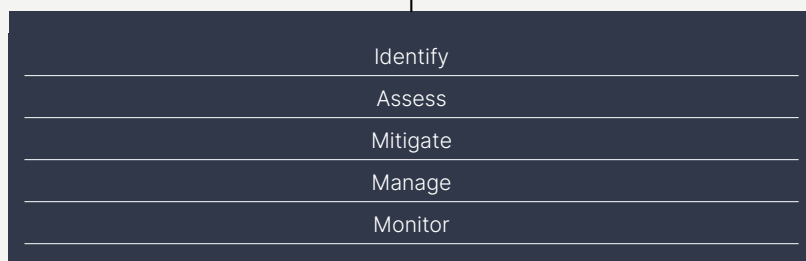 Identify
Assess
Mitigate
Manage
Monitor